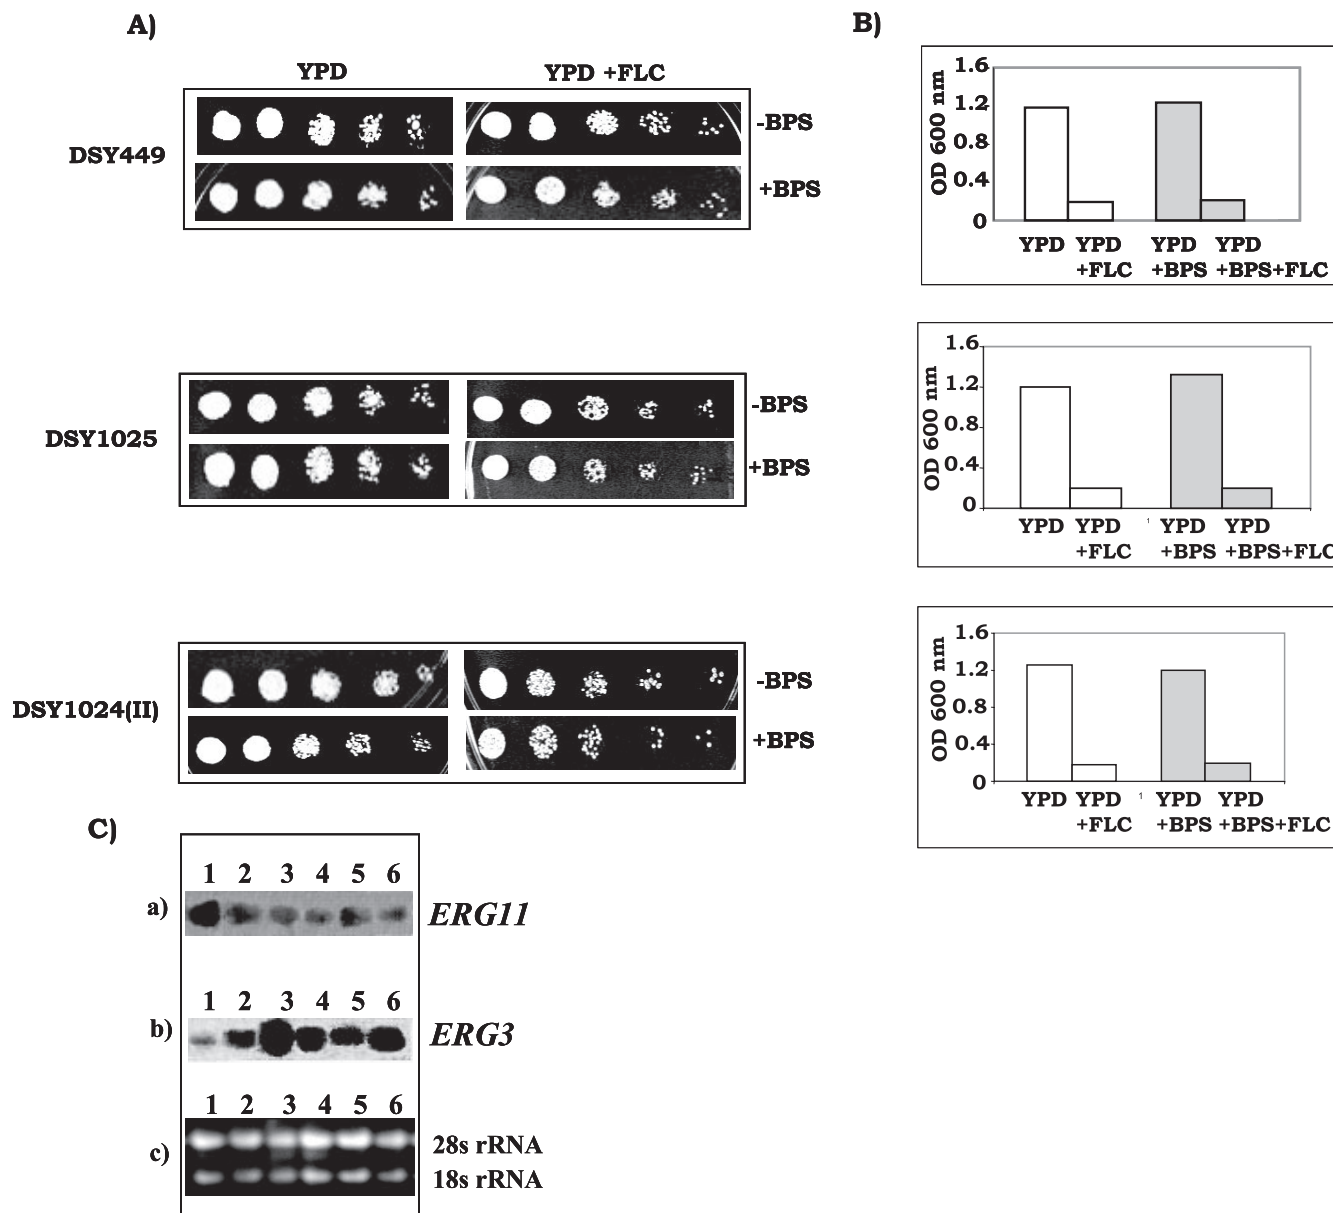 A)
YPD
YPD +FLC
DSY449
-BPS
+BPS
DSY1025
-BPS
+BPS
DSY1024(II)
-BPS
+BPS
B)
OD 600 nm
1.6
1.2
0.8
0.4
0
YPD YPD YPD YPD
+FLC +BPS +BPS+FLC
OD 600 nm
1.6
1.2
0.8
0.4
0
YPD YPD 1 YPD YPD
+FLC +BPS +BPS+FLC
OD 600 nm
1.6
1.2
0.8
0.4
0
YPD YPD 1 YPD YPD
+FLC +BPS +BPS+FLC
C)
1 2 3 4 5 6
a)
ERG11
1 2 3 4 5 6
b)
ERG3
1 2 3 4 5 6
c)
28s rRNA
18s rRNA